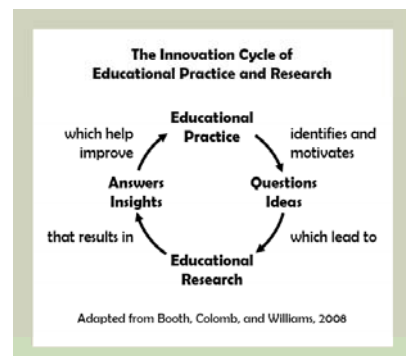 The Innovation Cycle of
Educational Practice and Research
Educational
Practice
which help
improve
identifies and
motivates
Answers
Insights
Questions
Ideas
that results in
which lead to
Educational
Research
Adapted from Booth, Colomb, and Williams, 2008